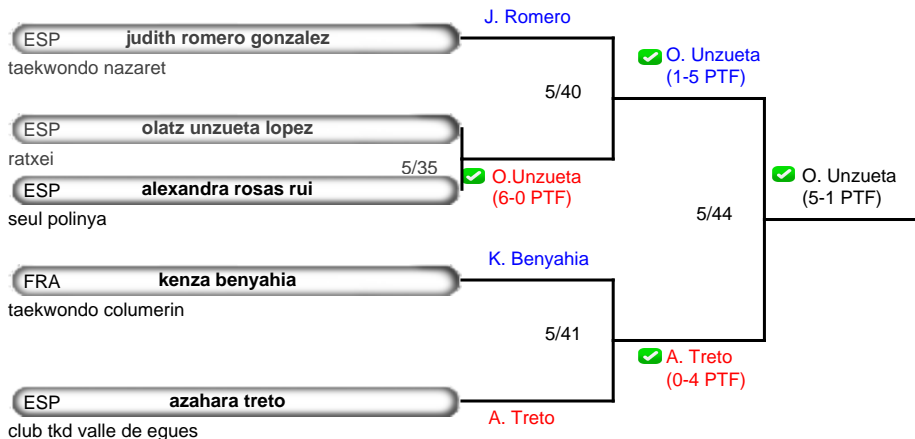 J. Romero
ESP judith romero gonzalez
taekwondo nazaret
O. Unzueta
(1-5 PTF)
5/40
ESP olatz unzueta lopez
ratxei
5/35
O.Unzueta
(6-0 PTF)
ESP alexandra rosas rui
seul polinya
O. Unzueta
(5-1 PTF)
5/44
K. Benyahia
FRA kenza benyahia
taekwondo columerin
5/41
A. Treto
(0-4 PTF)
ESP azahara treto
A. Treto
club tkd valle de egues